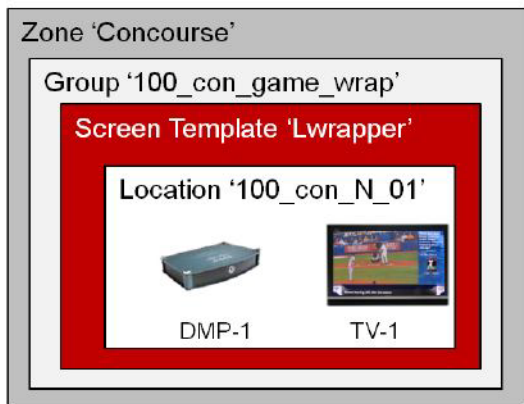 Zone ‘Concourse’
Group ‘100_con_game_wrap’
Screen Template ‘Lwrapper’
Location ‘100_con_N_01’
DMP-1
TV-1